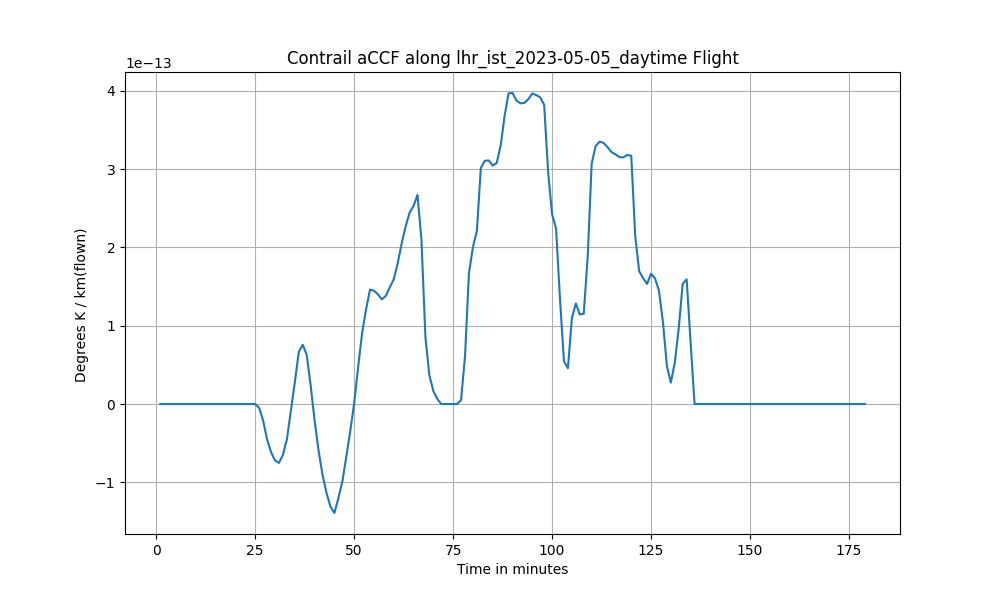 Contrail aCCF along lhr_ist_2023-05-05_daytime Flight
1e−13
4
3
2
1
0
−1
Degrees K / km(flown)
0 25 50 75 100 125 150 175
Time in minutes